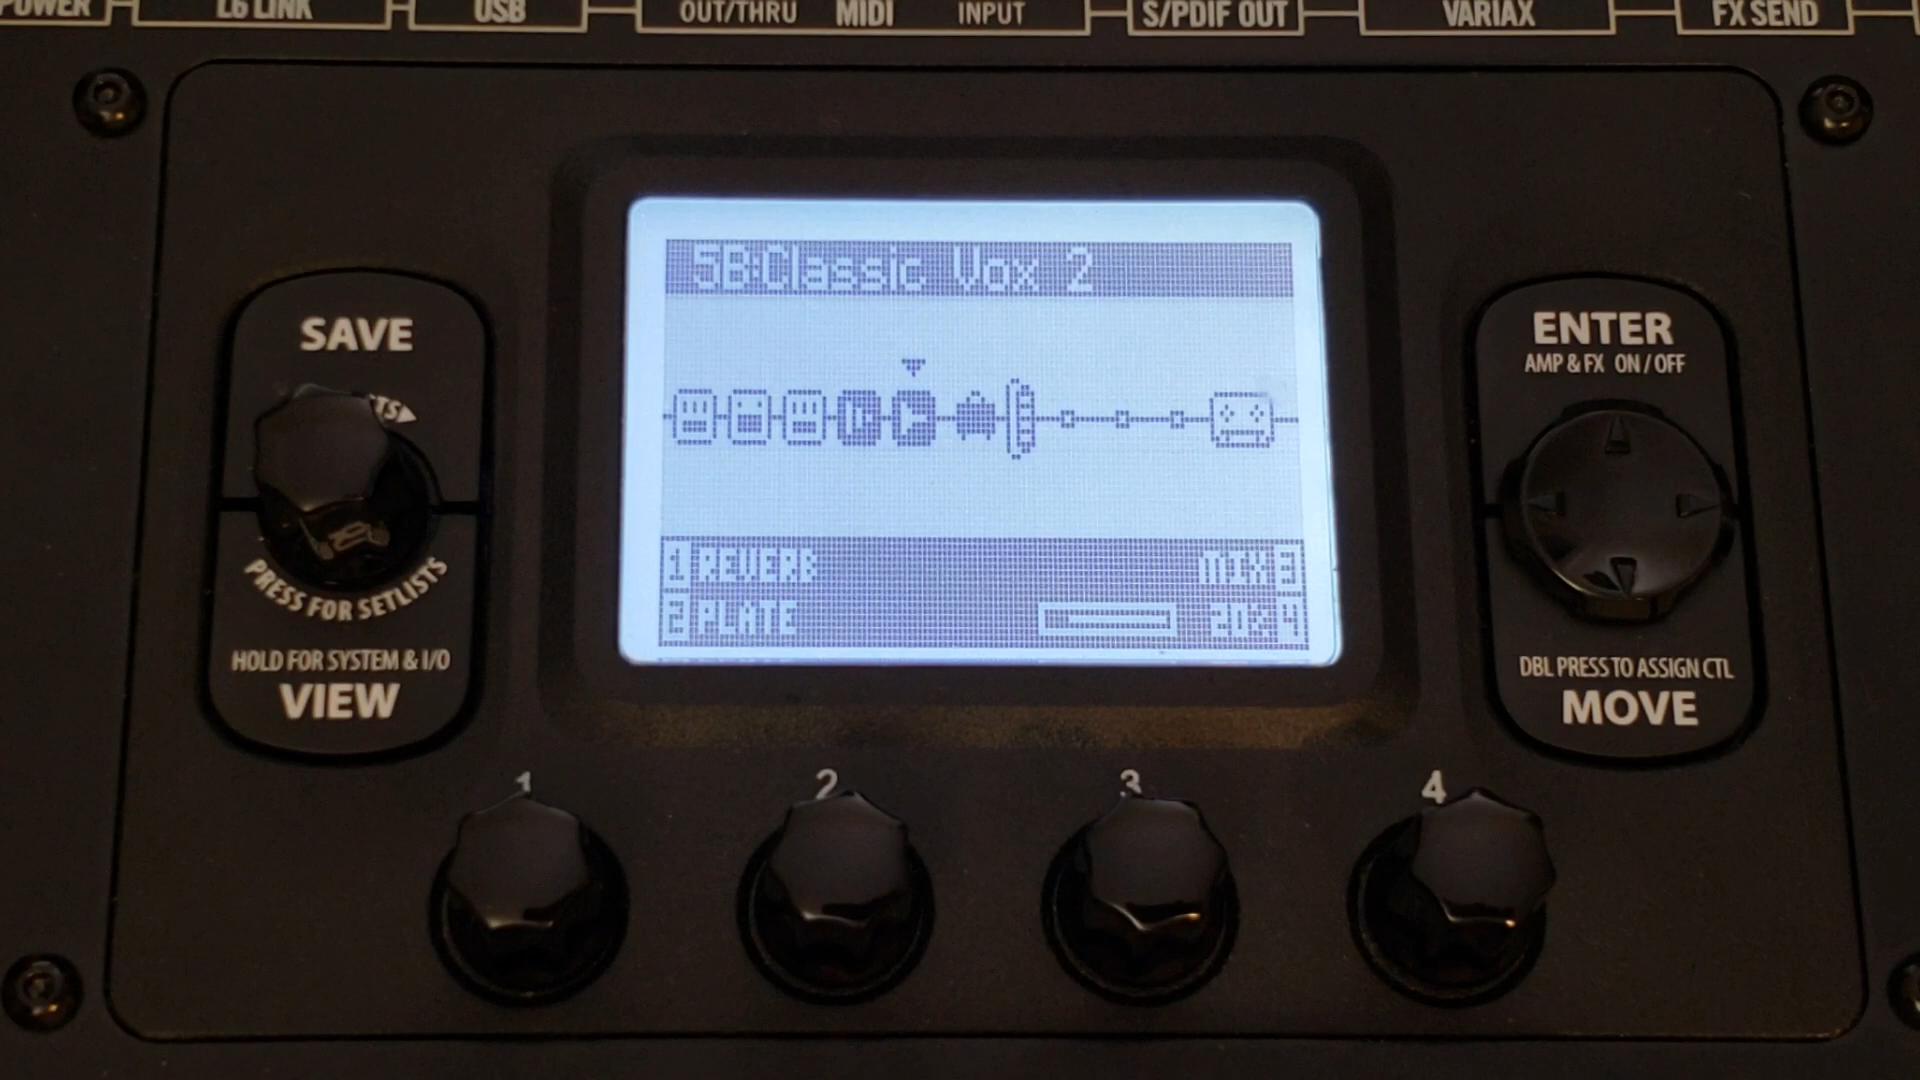 POWER
L6 LINK
USB
OUT/THRU MIDI INPUT
S/PDIF OUT
VARIAX
FX SEND
SAVE
PRESS FOR SETLISTS
HOLD FOR SYSTEM & I/O
VIEW
5B:Classic Vox 2
1 REVERB MIX 3
2 PLATE 20% 4
ENTER
AMP & FX ON / OFF
DBL PRESS TO ASSIGN CTL
MOVE
1 2 3 4